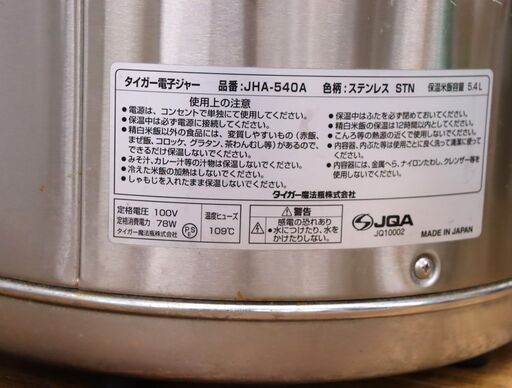 タイガー電子ジャー 品番:JHA-540A 色柄:ステンレス STN 保温米飯容量 5.4L
使用上の注意
●電源は、コンセントで単独にて使用してください。
●保温中は必ず電源に接続してください。
●精白米飯以外の食品には、変質しやすいもの(赤飯、
まぜ飯、コロッケ、グラタン、茶わんむし等)があるので、
できるだけ保温しないでください。
●みそ汁、カレー汁等の汁物は保温しないでください。
●冷えた米飯の加熱はしないでください。
●しゃもじを入れたまま保温しないでください。
●保温中はふたを必ず閉めておいてください。
●精白米飯の保温は12時間以内としてください。
●こんろ等の熱源の近くで使用しないでください。
●内容器、内ぶた等は使用ごとに良く洗って清潔に使って
ください。
●内容器には、金属へら、ナイロンたわし、クレンザー等を
使用しないでください。
タイガー魔法瓶株式会社
定格電圧 100V
定格消費電力 78W
タイガー魔法瓶株式会社
PS
E
温度ヒューズ
109℃
警告
感電の恐れあり
●水につけたり、水を
かけたりしない。
JQA
JQ10002
MADE IN JAPAN